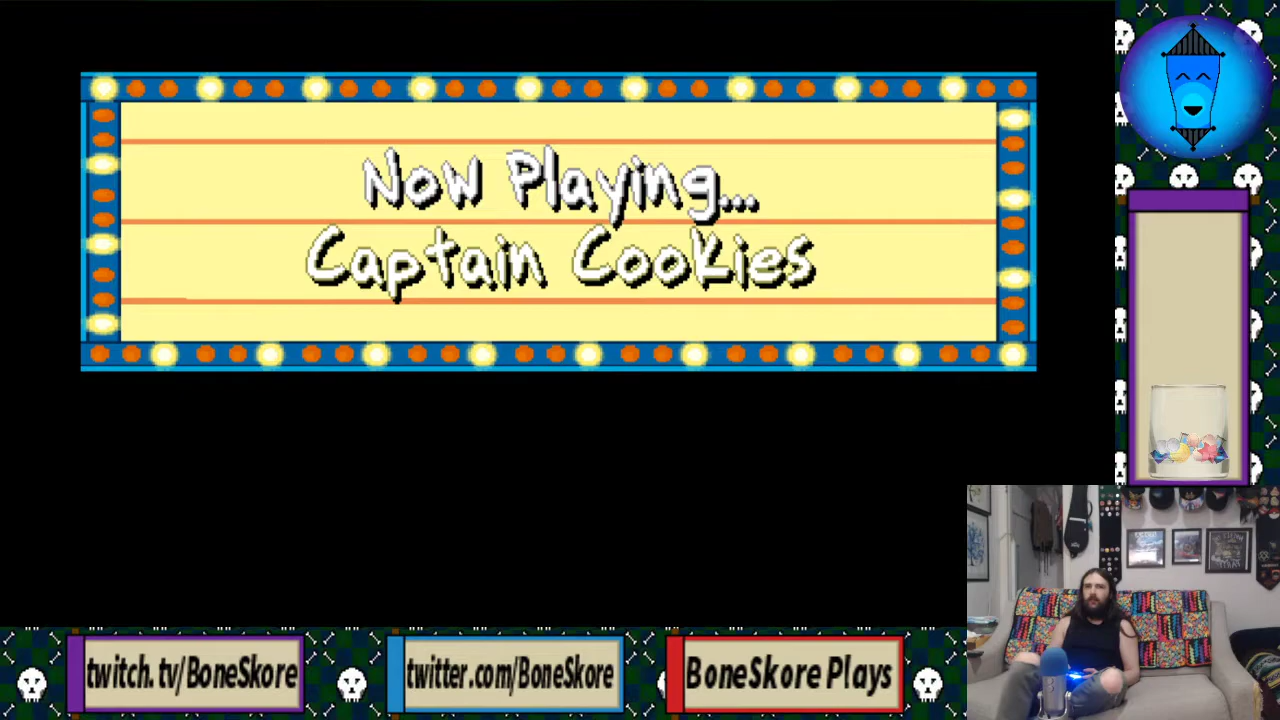 Now Playing...
Captain Cookies
twitch.tv/BoneSkore
twitter.com/BoneSkore
BoneSkore Plays